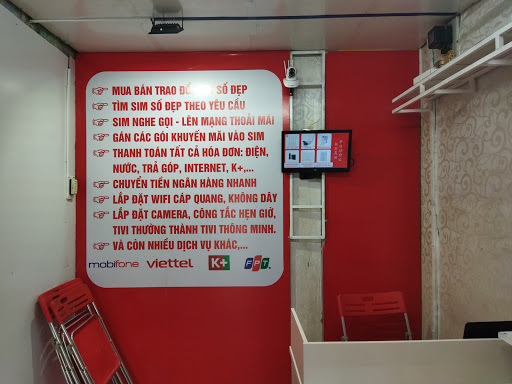 MUA BÁN TRAO ĐỔI SIM SỐ ĐẸP
TÌM SIM SỐ ĐẸP THEO YÊU CẦU
SIM NGHE GỌI - LÊN MẠNG THOẢI MÁI
GÁN CÁC GÓI KHUYẾN MÃI VÀO SIM
THANH TOÁN TẤT CẢ HÓA ĐƠN: ĐIỆN,
NƯỚC, TRẢ GÓP, INTERNET, K+,...
CHUYỂN TIỀN NGÂN HÀNG NHANH
LẮP ĐẶT WIFI CÁP QUANG, KHÔNG DÂY
LẮP ĐẶT CAMERA, CÔNG TẮC HẸN GIỜ,
TIVI THƯỜNG THÀNH TIVI THÔNG MINH.
VÀ CÒN NHIỀU DỊCH VỤ KHÁC,...
mobifone viettel K+ FPT